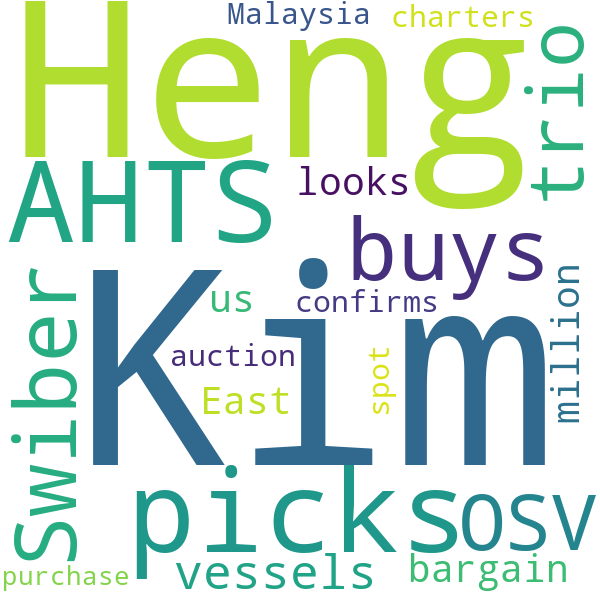 Malaysia
charters
Heng
trio
AHTS
looks
buys
Swiber
Kim
us
confirms
million
auction
East
spot
picks
OSV
vessels
bargain
purchase